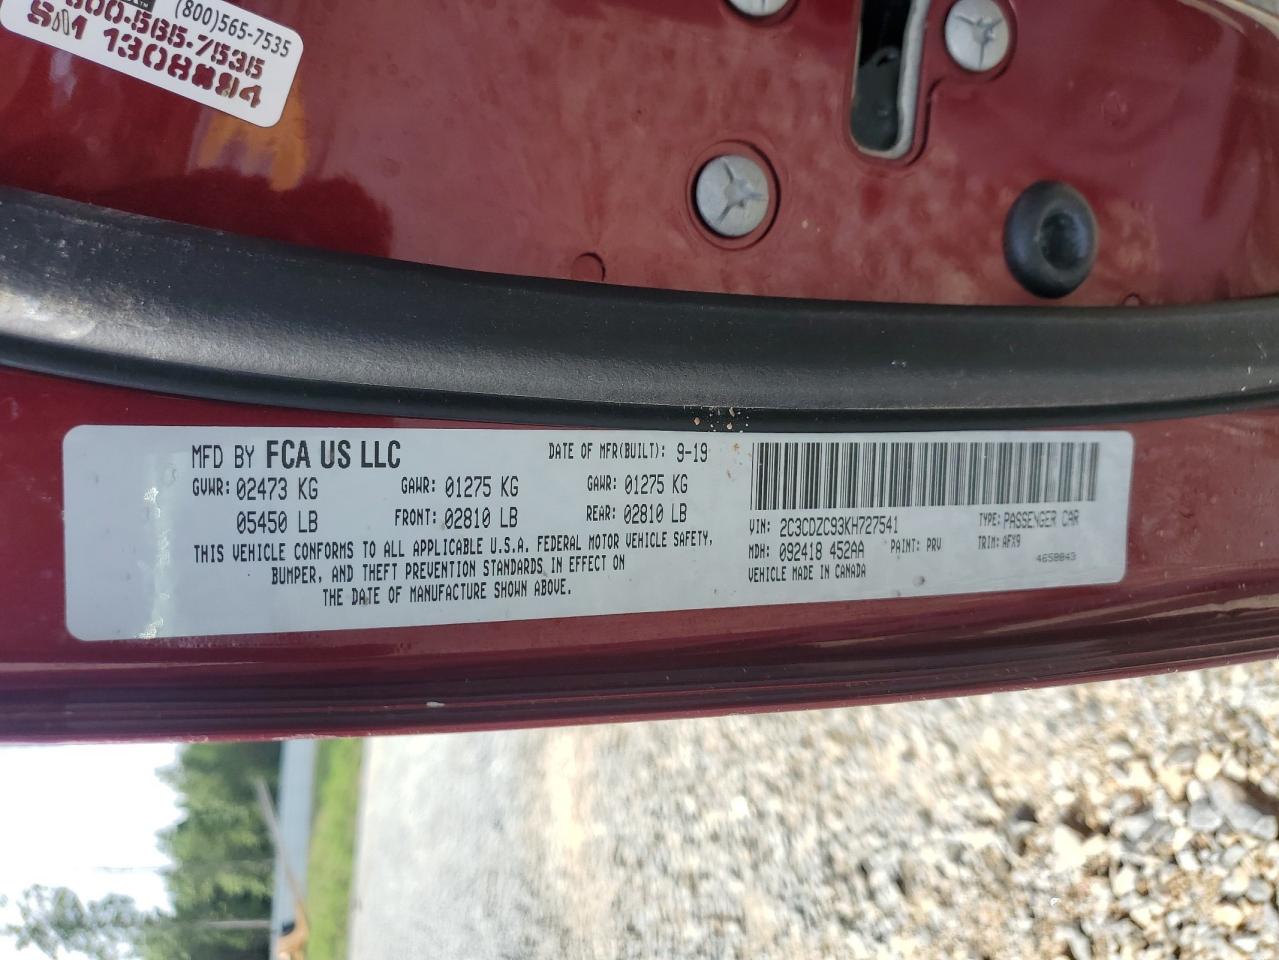 (800)565-7535
800-565-7535
MFD BY FCA US LLC DATE OF MFR(BUILT): 9-19
GVWR: 02473 KG GAWR: 01275 KG GAWR: 01275 KG
05450 LB FRONT: 02810 LB REAR: 02810 LB
THIS VEHICLE CONFORMS TO ALL APPLICABLE U.S.A. FEDERAL MOTOR VEHICLE SAFETY,
BUMPER, AND THEFT PREVENTION STANDARDS IN EFFECT ON
THE DATE OF MANUFACTURE SHOWN ABOVE.
VIN: 2C3CDZC93KH727541 TYPE: PASSENGER CAR
MDH: 092418 452AA PAINT: PRV TRIM: AFX9
VEHICLE MADE IN CANADA 4658843